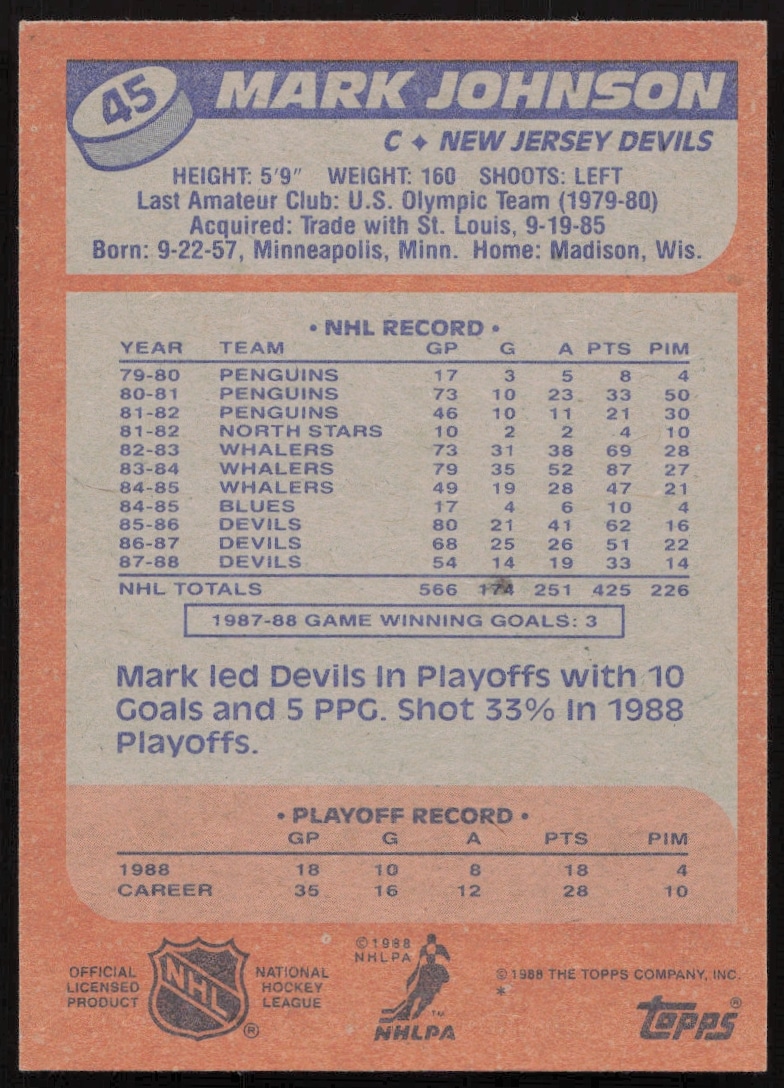 45
MARK JOHNSON
C ✦ NEW JERSEY DEVILS
HEIGHT: 5'9" WEIGHT: 160 SHOOTS: LEFT
Last Amateur Club: U.S. Olympic Team (1979-80)
Acquired: Trade with St. Louis, 9-19-85
Born: 9-22-57, Minneapolis, Minn. Home: Madison, Wis.
• NHL RECORD •
YEAR TEAM GP G A PTS PIM
79-80 PENGUINS 17 3 5 8 4
80-81 PENGUINS 73 10 23 33 50
81-82 PENGUINS 46 10 11 21 30
81-82 NORTH STARS 10 2 2 4 10
82-83 WHALERS 73 31 38 69 28
83-84 WHALERS 79 35 52 87 27
84-85 WHALERS 49 19 28 47 21
84-85 BLUES 17 4 6 10 4
85-86 DEVILS 80 21 41 62 16
86-87 DEVILS 68 25 26 51 22
87-88 DEVILS 54 14 19 33 14
NHL TOTALS 566 174 251 425 226
1987-88 GAME WINNING GOALS: 3
Mark led Devils In Playoffs with 10
Goals and 5 PPG. Shot 33% In 1988
Playoffs.
• PLAYOFF RECORD •
GP G A PTS PIM
1988 18 10 8 18 4
CAREER 35 16 12 28 10
OFFICIAL
LICENSED
PRODUCT
NHL
®
NATIONAL
HOCKEY
LEAGUE
©1988
NHLPA
™
NHLPA
©1988 THE TOPPS COMPANY, INC.
*
topps®